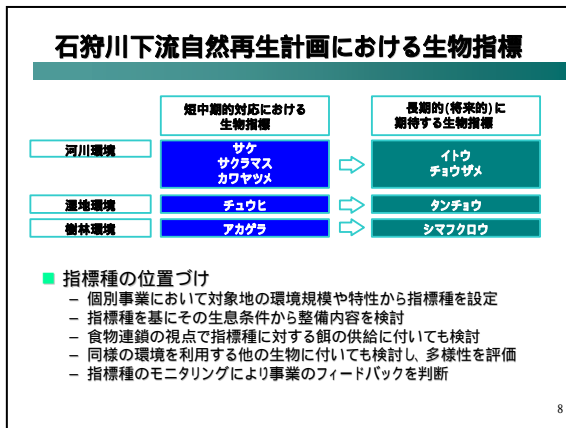 石狩川下流自然再生計画における生物指標
短中期的対応における
生物指標
長期的(将来的)に
期待する生物指標
河川環境
サケ
サクラマス
カワヤツメ
イトウ
チョウザメ
湿地環境
チュウヒ
タンチョウ
樹林環境
アカゲラ
シマフクロウ
■ 指標種の位置づけ
– 個別事業において対象地の環境規模や特性から指標種を設定
– 指標種を基にその生息条件から整備内容を検討
– 食物連鎖の視点で指標種に対する餌の供給に付いても検討
– 同様の環境を利用する他の生物に付いても検討し、多様性を評価
– 指標種のモニタリングにより事業のフィードバックを判断
8